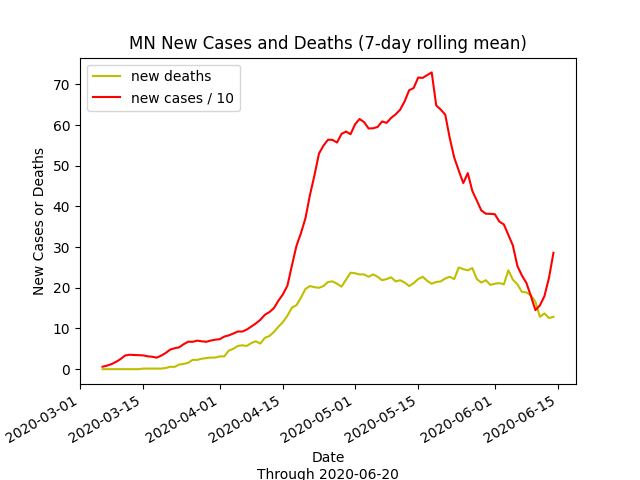 MN New Cases and Deaths (7-day rolling mean)
new deaths
new cases / 10
New Cases or Deaths
70
60
50
40
30
20
10
0
2020-03-01
2020-03-15
2020-04-01
2020-04-15
2020-05-01
2020-05-15
2020-06-01
2020-06-15
Date
Through 2020-06-20